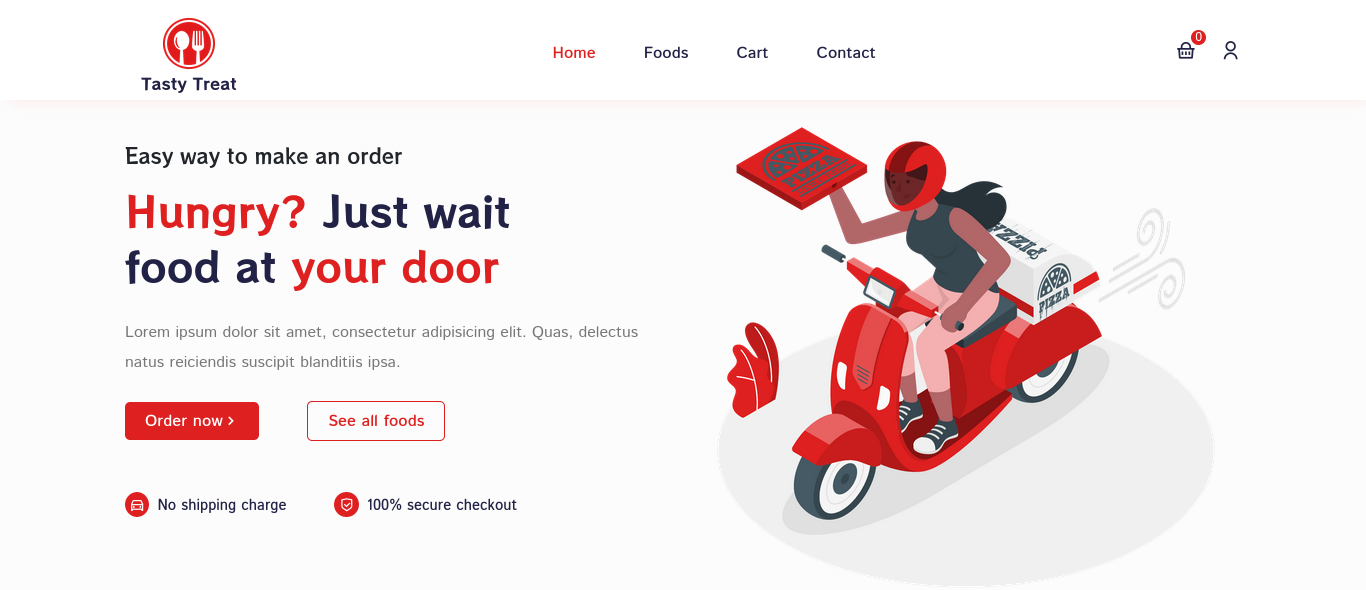 Tasty Treat
Home
Foods
Cart
Contact
0
Easy way to make an order
Hungry? Just wait
food at your door
Lorem ipsum dolor sit amet, consectetur adipisicing elit. Quas, delectus
natus reiciendis suscipit blanditiis ipsa.
Order now
See all foods
No shipping charge
100% secure checkout
PIZZA
PIZZA
PIZZA